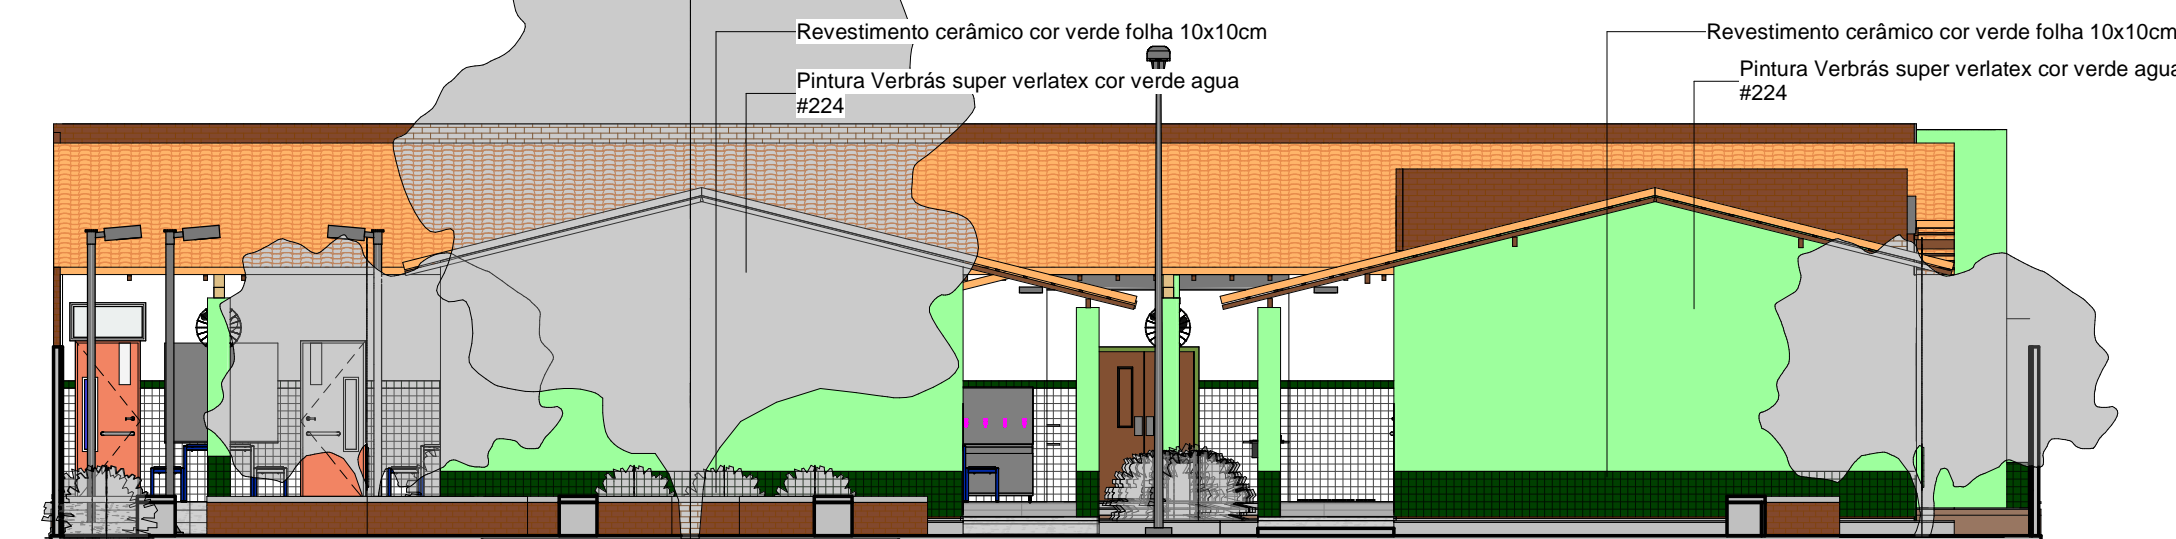 Revestimento cerâmico cor verde folha 10x10cm
Pintura Verbrás super verlatex cor verde agua
#224
Revestimento cerâmico cor verde folha 10x10cm
Pintura Verbrás super verlatex cor verde agua
#224